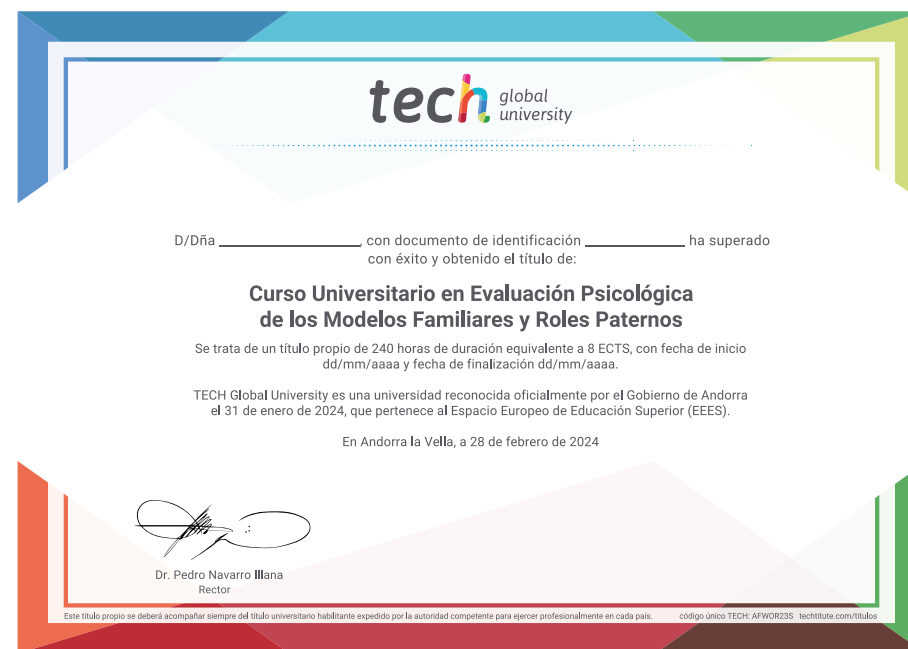 tech global university
D/Dña ____________________, con documento de identificación ______________ ha superado
con éxito y obtenido el título de:
Curso Universitario en Evaluación Psicológica
de los Modelos Familiares y Roles Paternos
Se trata de un título propio de 240 horas de duración equivalente a 8 ECTS, con fecha de inicio
dd/mm/aaaa y fecha de finalización dd/mm/aaaa.
TECH Global University es una universidad reconocida oficialmente por el Gobierno de Andorra
el 31 de enero de 2024, que pertenece al Espacio Europeo de Educación Superior (EEES).
En Andorra la Vella, a 28 de febrero de 2024
Dr. Pedro Navarro Illana
Rector
Este título propio se deberá acompañar siempre del título universitario habilitante expedido por la autoridad competente para ejercer profesionalmente en cada país. código único TECH: AFWOR23S techtitute.com/titulos